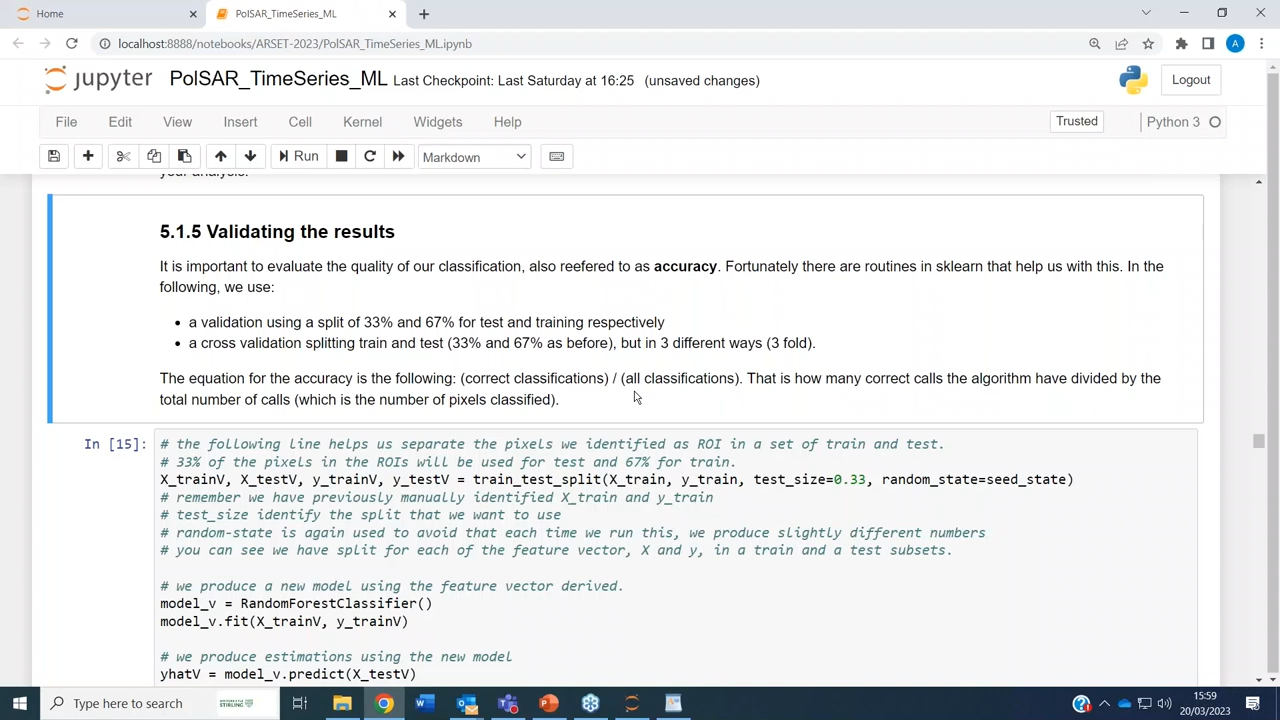 Home
PolSAR_TimeSeries_ML
localhost:8888/notebooks/ARSET-2023/PolSAR_TimeSeries_ML.ipynb
A
jupyter PolSAR_TimeSeries_ML Last Checkpoint: Last Saturday at 16:25 (unsaved changes)
Logout
File Edit View Insert Cell Kernel Widgets Help
Trusted
Python 3
Run
Markdown
your analysis.
5.1.5 Validating the results
It is important to evaluate the quality of our classification, also reefered to as accuracy. Fortunately there are routines in sklearn that help us with this. In the
following, we use:
• a validation using a split of 33% and 67% for test and training respectively
• a cross validation splitting train and test (33% and 67% as before), but in 3 different ways (3 fold).
The equation for the accuracy is the following: (correct classifications) / (all classifications). That is how many correct calls the algorithm have divided by the
total number of calls (which is the number of pixels classified).
In [15]:
# the following line helps us separate the pixels we identified as ROI in a set of train and test.
# 33% of the pixels in the ROIs will be used for test and 67% for train.
X_trainV, X_testV, y_trainV, y_testV = train_test_split(X_train, y_train, test_size=0.33, random_state=seed_state)
# remember we have previously manually identified X_train and y_train
# test_size identify the split that we want to use
# random-state is again used to avoid that each time we run this, we produce slightly different numbers
# you can see we have split for each of the feature vector, X and y, in a train and a test subsets.
# we produce a new model using the feature vector derived.
model_v = RandomForestClassifier()
model_v.fit(X_trainV, y_trainV)
# we produce estimations using the new model
yhatV = model_v.predict(X_testV)
Type here to search
STIRLING
15:59
20/03/2023